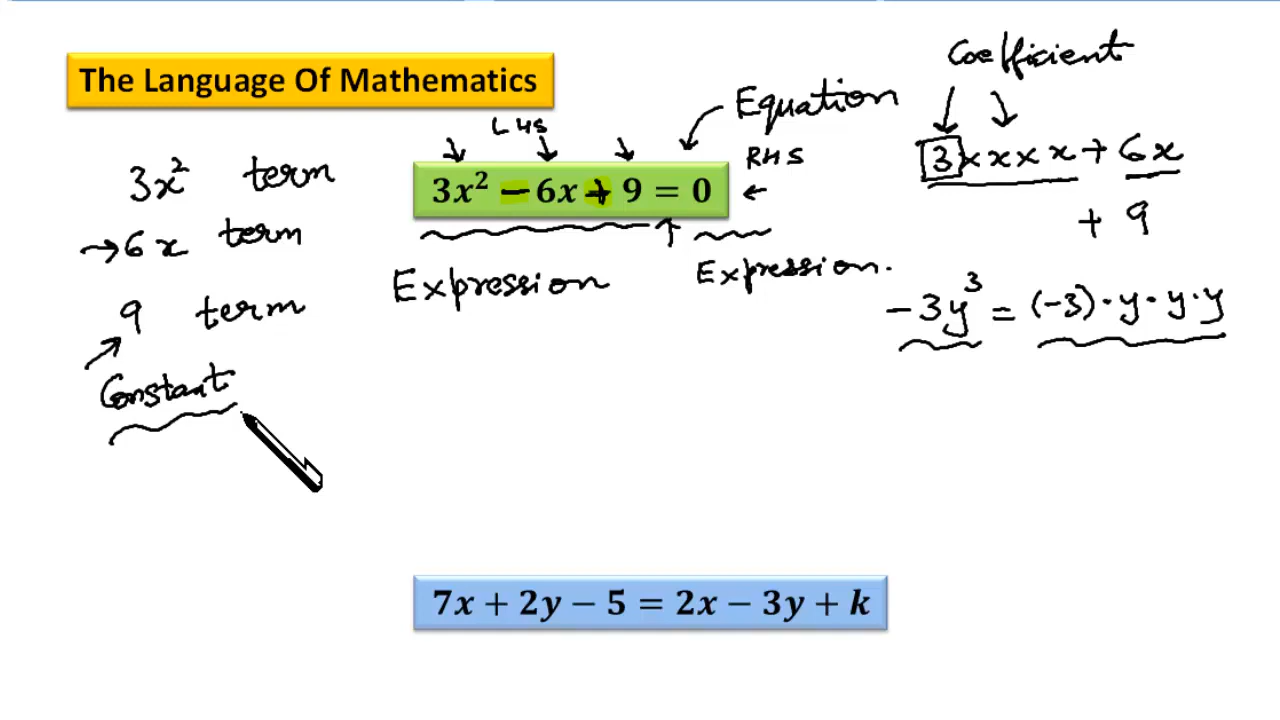 The Language Of Mathematics
Coefficient
Equation
LHS
RHS
3x² - 6x + 9 = 0
3x² term
→6x term
9 term
Constant
Expression
Expression.
3 × x × x + 6x
+ 9
-3y³ = (-3)·y·y·y
7x + 2y − 5 = 2x − 3y + k